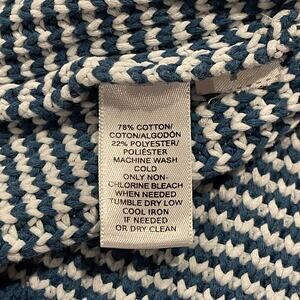 78% COTTON/
COTON/ALGODÓN
22% POLYESTER/
POLIÉSTER
MACHINE WASH
COLD
ONLY NON-
CHLORINE BLEACH
WHEN NEEDED
TUMBLE DRY LOW
COOL IRON
IF NEEDED
OR DRY CLEAN